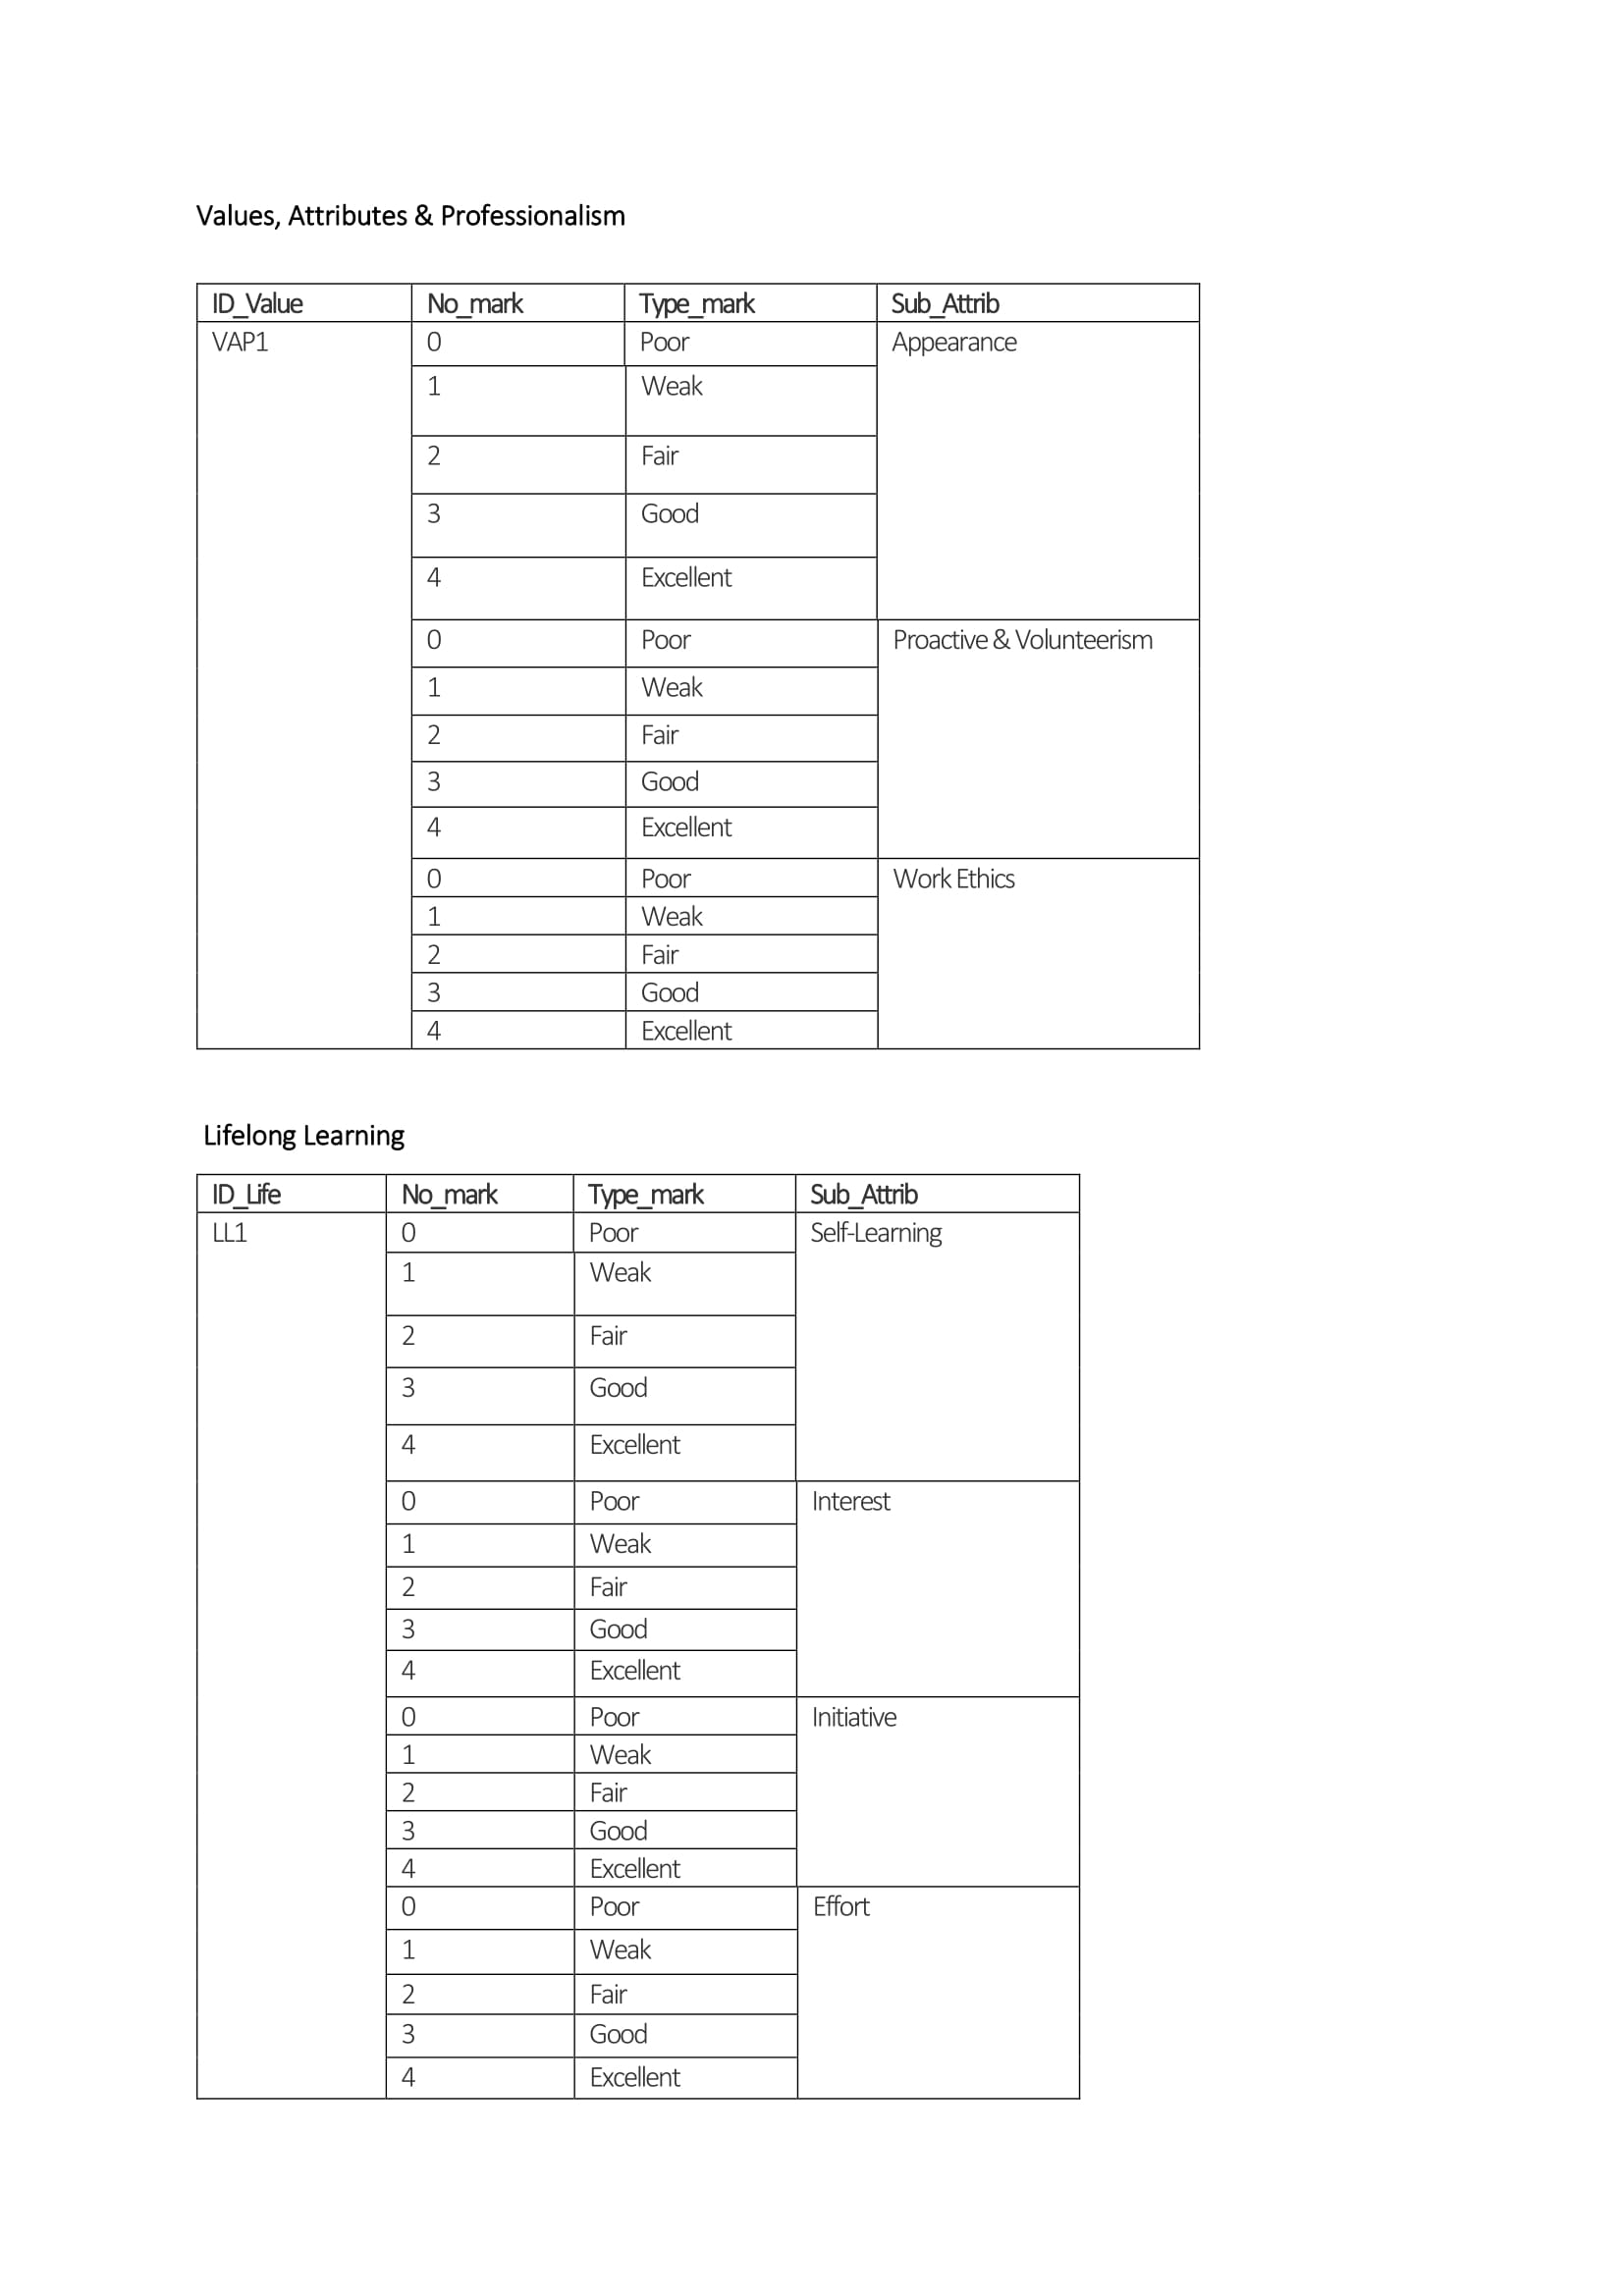 Values, Attributes & Professionalism
ID_Value No_mark Type_mark Sub_Attrib
VAP1 0 Poor Appearance
1 Weak
2 Fair
3 Good
4 Excellent
0 Poor Proactive & Volunteerism
1 Weak
2 Fair
3 Good
4 Excellent
0 Poor Work Ethics
1 Weak
2 Fair
3 Good
4 Excellent
Lifelong Learning
ID_Life No_mark Type_mark Sub_Attrib
LL1 0 Poor Self-Learning
1 Weak
2 Fair
3 Good
4 Excellent
0 Poor Interest
1 Weak
2 Fair
3 Good
4 Excellent
0 Poor Initiative
1 Weak
2 Fair
3 Good
4 Excellent
0 Poor Effort
1 Weak
2 Fair
3 Good
4 Excellent